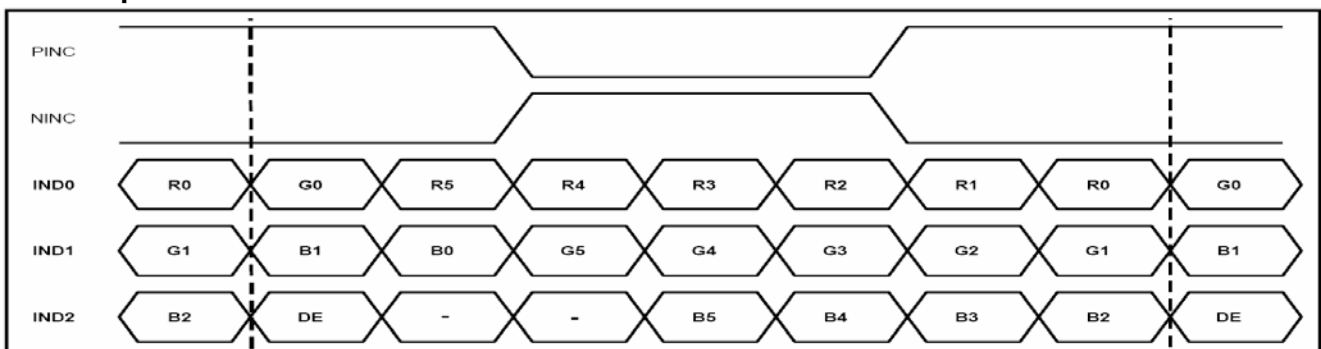 PINC
NINC
IND0 R0 G0 R5 R4 R3 R2 R1 R0 G0
IND1 G1 B1 B0 G5 G4 G3 G2 G1 B1
IND2 B2 DE - - B5 B4 B3 B2 DE